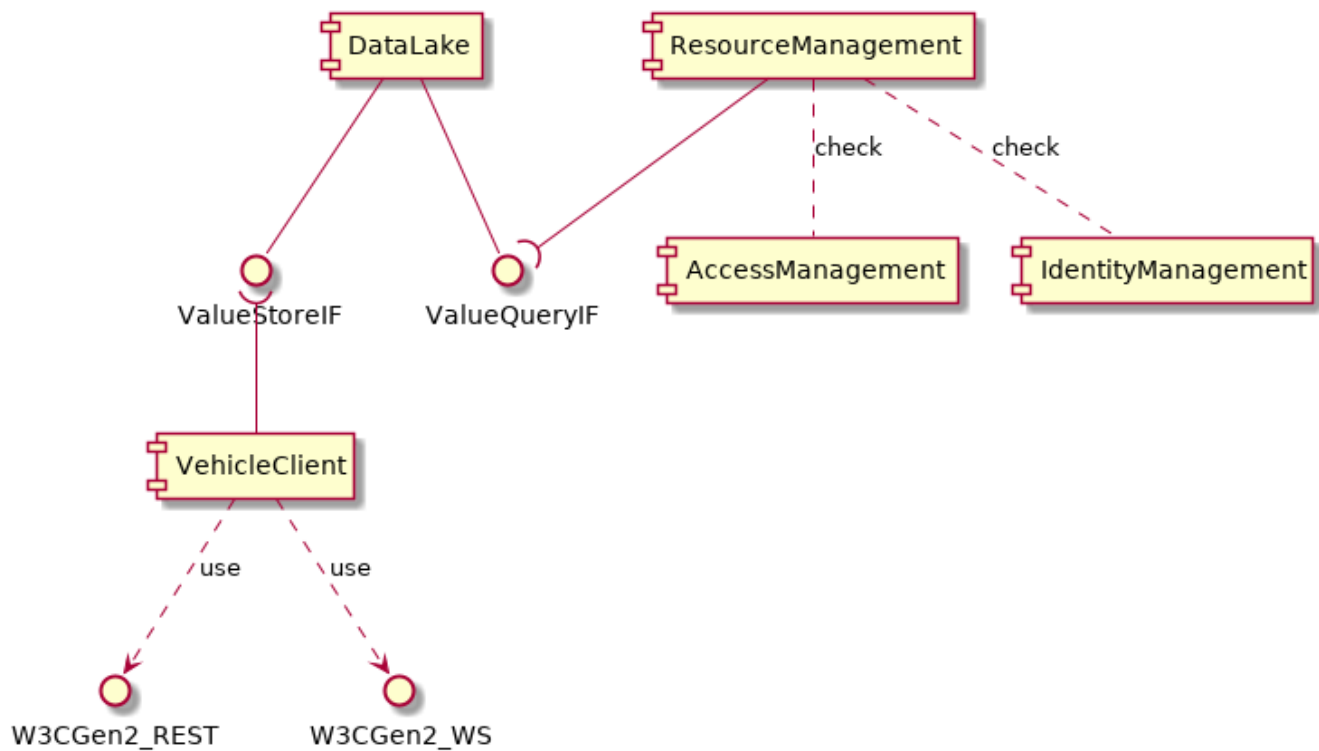 DataLake
ResourceManagement
check
check
ValueStoreIF
ValueQueryIF
AccessManagement
IdentityManagement
VehicleClient
use
use
W3CGen2_REST
W3CGen2_WS